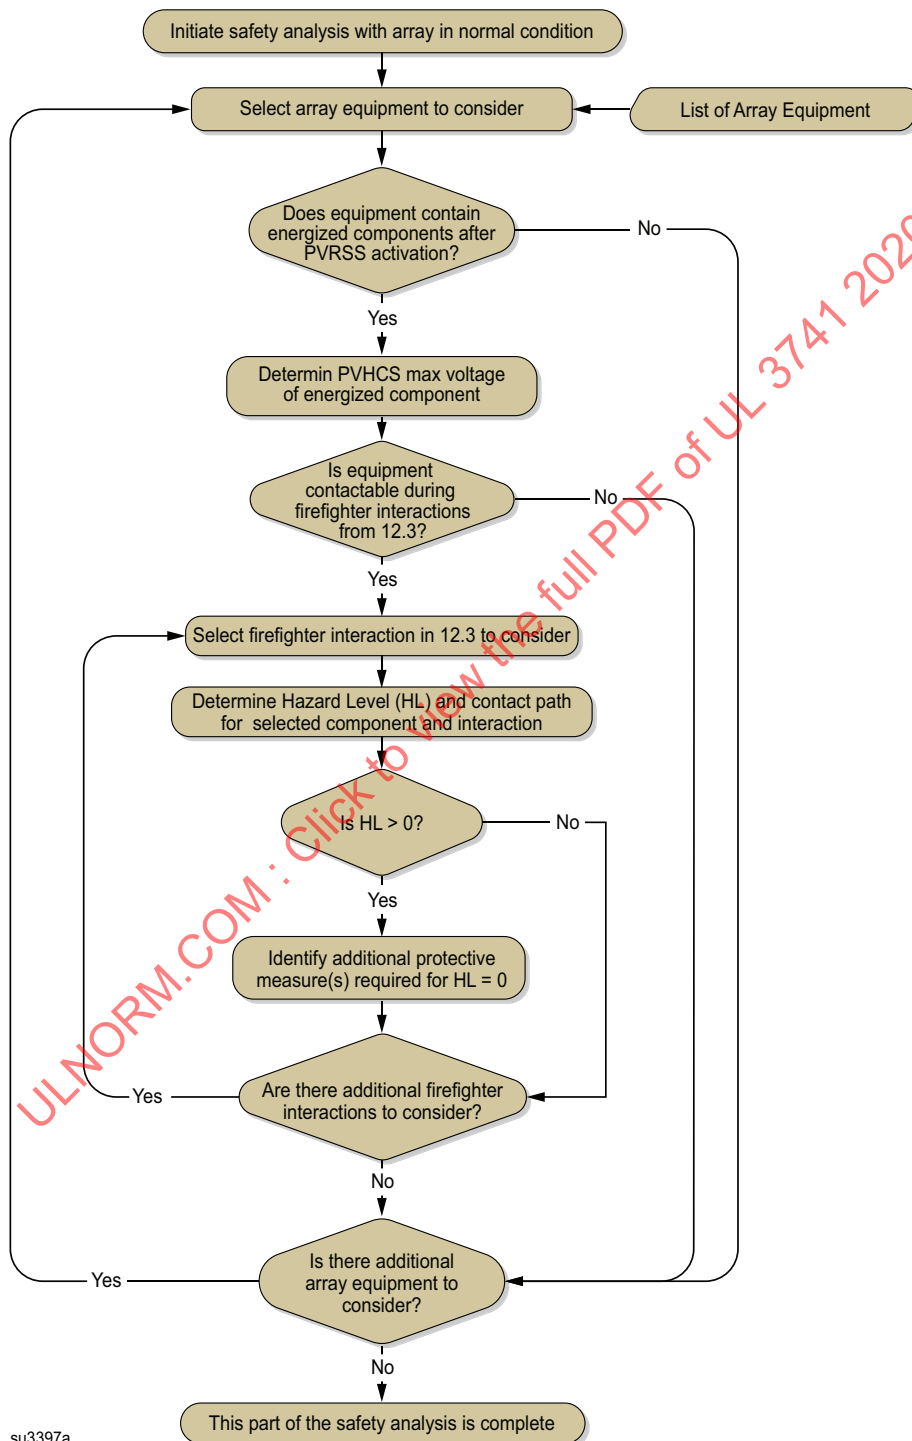 Initiate safety analysis with array in normal condition
Select array equipment to consider
List of Array Equipment
Does equipment contain
energized components after
PVRSS activation?
No
Yes
Determin PVHCS max voltage
of energized component
Is equipment
contactable during
firefighter interactions
from 12.3?
No
Yes
Select firefighter interaction in 12.3 to consider
Determine Hazard Level (HL) and contact path
for selected component and interaction
Is HL > 0?
No
Yes
Identify additional protective
measure(s) required for HL = 0
Are there additional firefighter
interactions to consider?
Yes
No
Is there additional
array equipment to
consider?
Yes
No
This part of the safety analysis is complete
su3397a
ULNORM.COM : Click to view the full PDF of UL 3741 2020